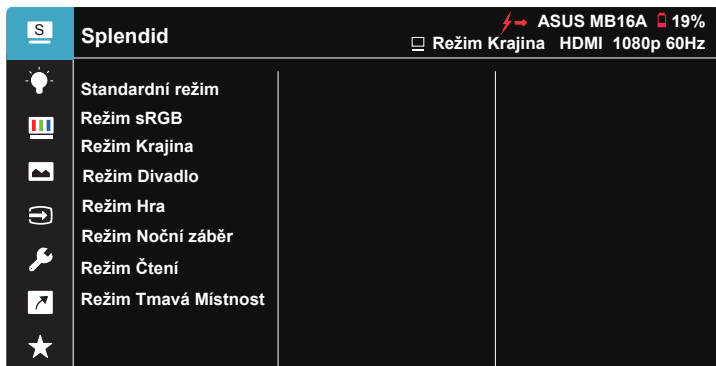 S
Splendid
ASUS MB16A 19%
Režim Krajina HDMI 1080p 60Hz
Standardní režim
Režim sRGB
Režim Krajina
Režim Divadlo
Režim Hra
Režim Noční záběr
Režim Čtení
Režim Tmavá Místnost